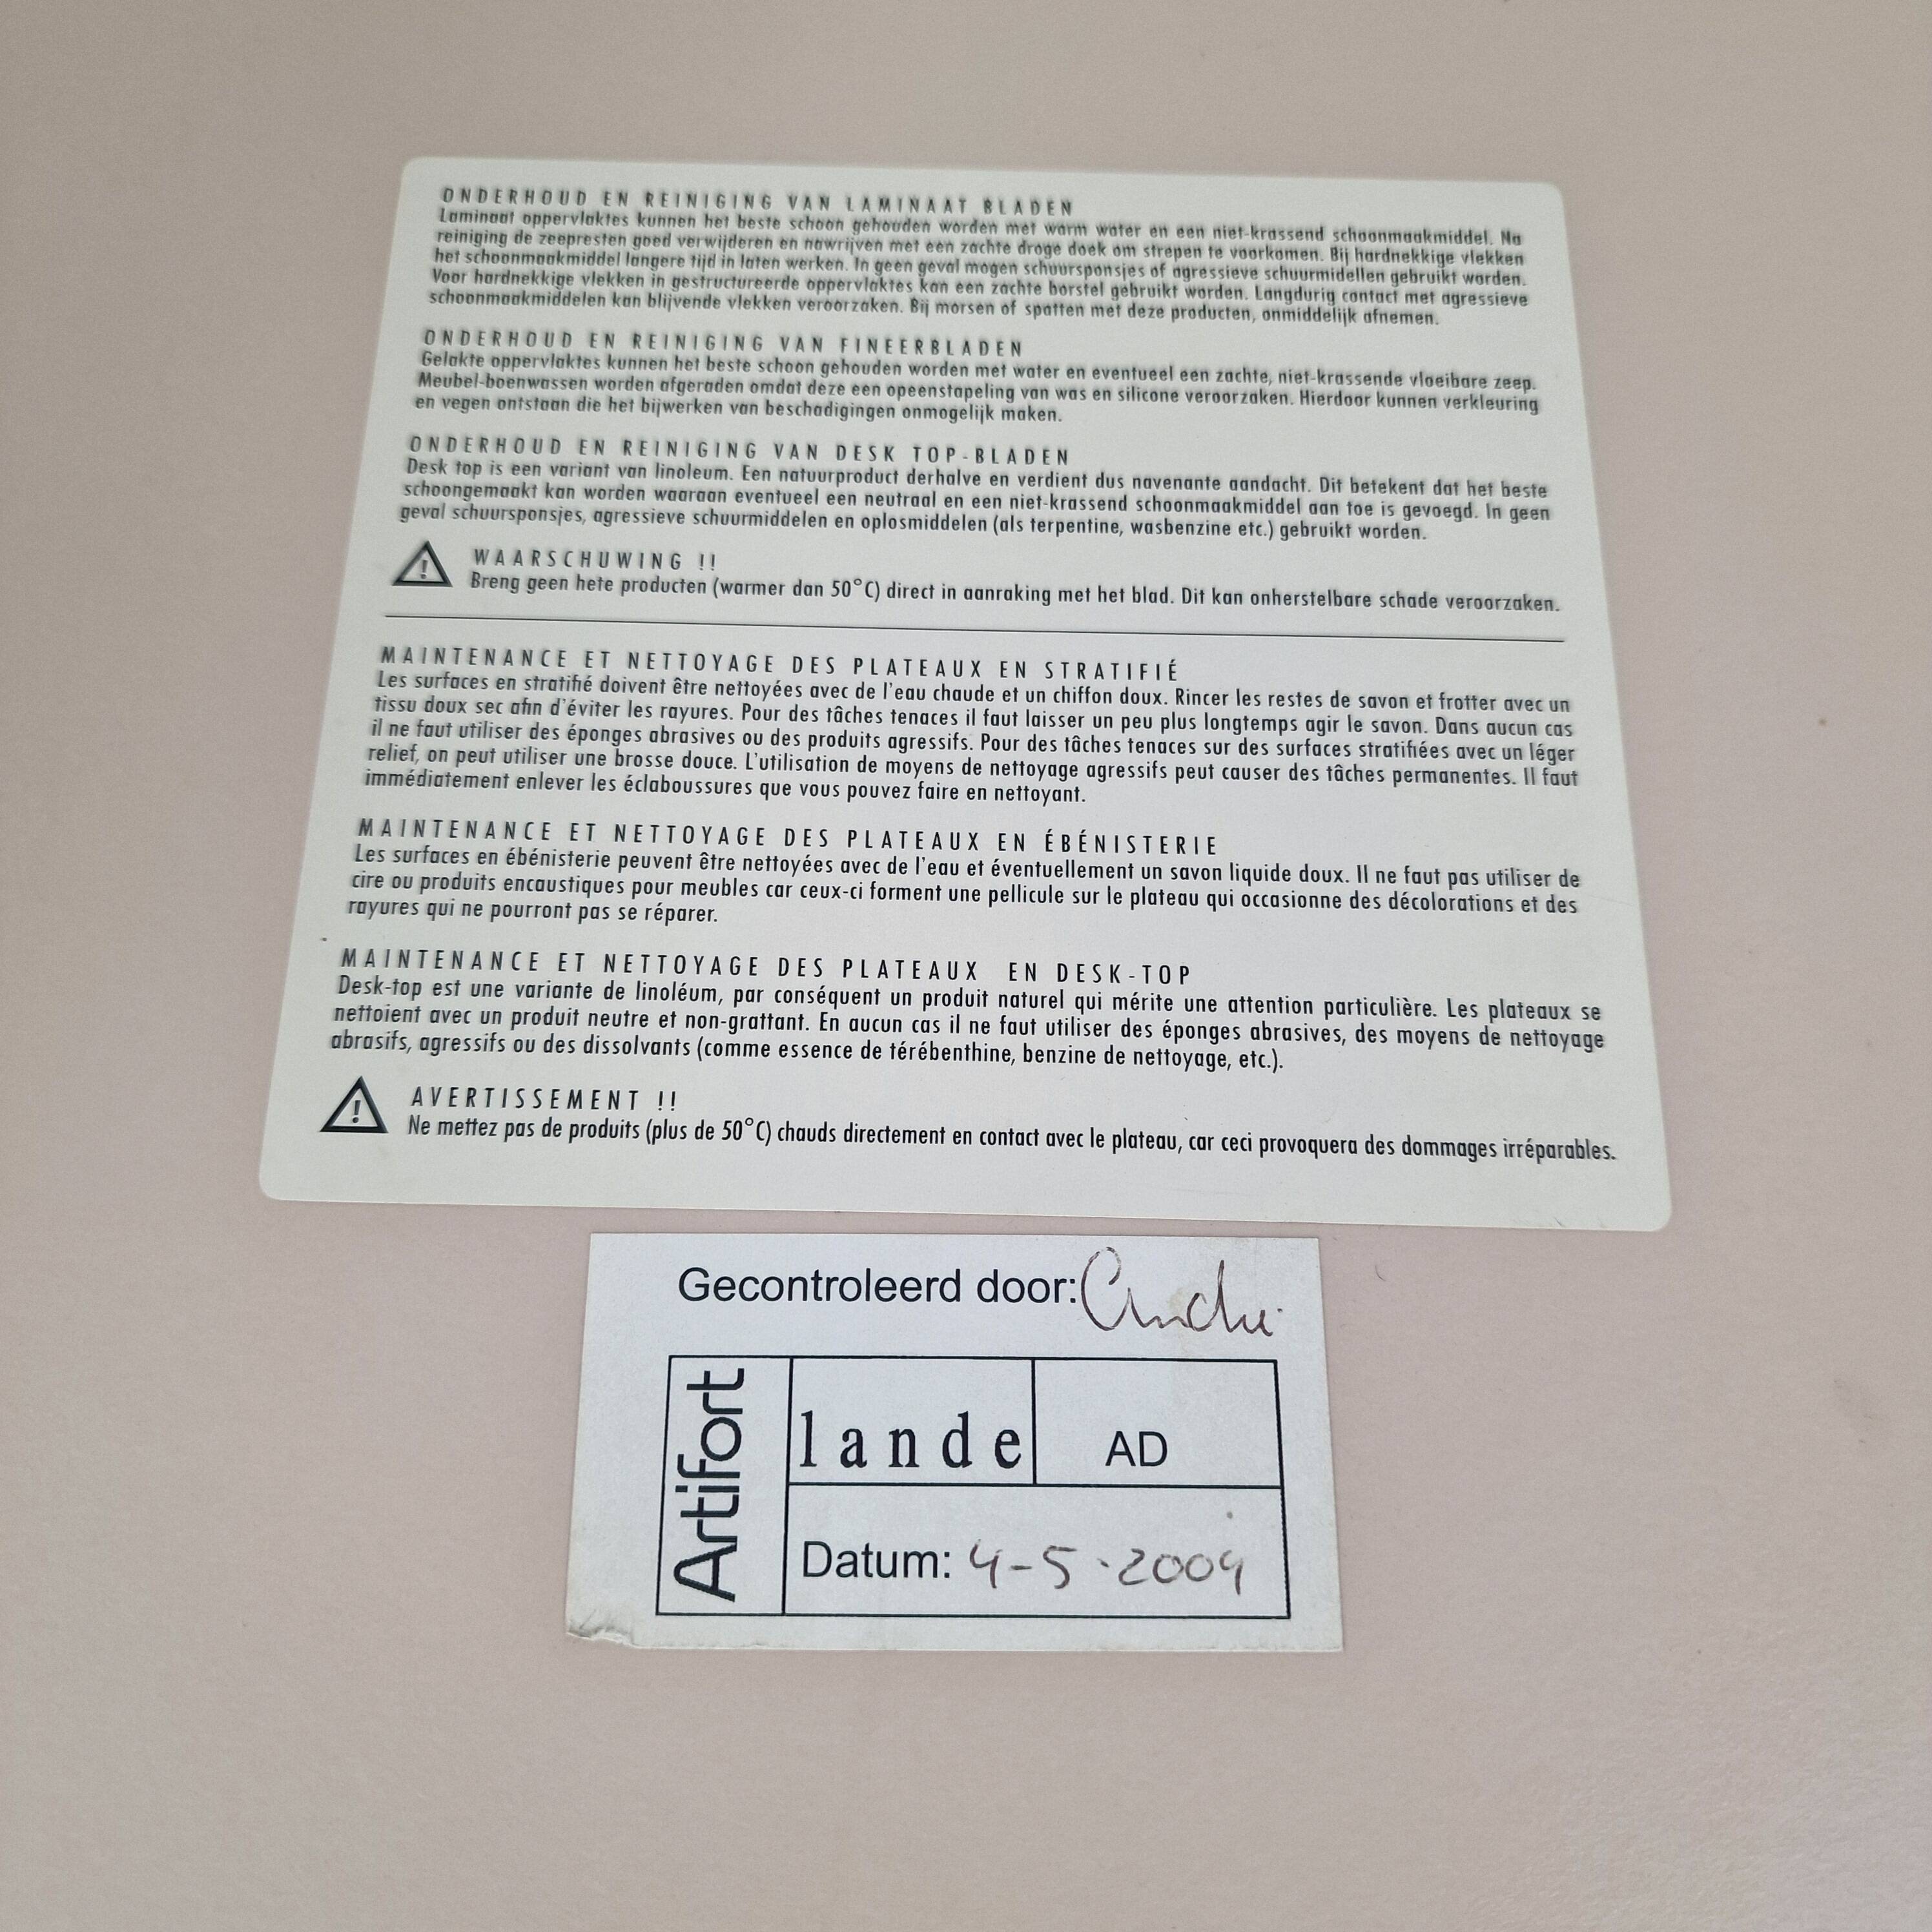 ONDERHOUD EN REINIGING VAN LAMINAAT BLADEN
Laminaat oppervlaktes kunnen het beste schoon gehouden worden met warm water en een niet-krassend schoonmaakmiddel. Na
reiniging de zeepresten goed verwijderen en nawrijven met een zachte droge doek om strepen te voorkomen. Bij hardnekkige vlekken
het schoonmaakmiddel langere tijd in laten werken. In geen geval mogen schuursponsjes of agressieve schuurmidellen gebruikt worden.
Voor hardnekkige vlekken in gestructureerde oppervlaktes kan een zachte borstel gebruikt worden. Langdurig contact met agressieve
schoonmaakmiddelen kan blijvende vlekken veroorzaken. Bij morsen of spatten met deze producten, onmiddelijk afnemen.
ONDERHOUD EN REINIGING VAN FINEERBLADEN
Gelakte oppervlaktes kunnen het beste schoon gehouden worden met water en eventueel een zachte, niet-krassende vloeibare zeep.
Meubel-boenwassen worden afgeraden omdat deze een opeenstapeling van was en silicone veroorzaken. Hierdoor kunnen verkleuring
en vegen ontstaan die het bijwerken van beschadigingen onmogelijk maken.
ONDERHOUD EN REINIGING VAN DESK TOP-BLADEN
Desk top is een variant van linoleum. Een natuurproduct derhalve en verdient dus navenante aandacht. Dit betekent dat het beste
schoongemaakt kan worden waaraan eventueel een neutraal en een niet-krassend schoonmaakmiddel aan toe is gevoegd. In geen
geval schuursponsjes, agressieve schuurmiddelen en oplosmiddelen (als terpentine, wasbenzine etc.) gebruikt worden.
WAARSCHUWING !!
Breng geen hete producten (warmer dan 50°C) direct in aanraking met het blad. Dit kan onherstelbare schade veroorzaken.
MAINTENANCE ET NETTOYAGE DES PLATEAUX EN STRATIFIÉ
Les surfaces en stratifié doivent être nettoyées avec de l'eau chaude et un chiffon doux. Rincer les restes de savon et frotter avec un
tissu doux sec afin d'éviter les rayures. Pour des tâches tenaces il faut laisser un peu plus longtemps agir le savon. Dans aucun cas
il ne faut utiliser des éponges abrasives ou des produits agressifs. Pour des tâches tenaces sur des surfaces stratifiées avec un léger
relief, on peut utiliser une brosse douce. L'utilisation de moyens de nettoyage agressifs peut causer des tâches permanentes. Il faut
immédiatement enlever les éclaboussures que vous pouvez faire en nettoyant.
MAINTENANCE ET NETTOYAGE DES PLATEAUX EN ÉBÉNISTERIE
Les surfaces en ébénisterie peuvent être nettoyées avec de l'eau et éventuellement un savon liquide doux. Il ne faut pas utiliser de
cire ou produits encaustiques pour meubles car ceux-ci forment une pellicule sur le plateau qui occasionne des décolorations et des
rayures qui ne pourront pas se réparer.
MAINTENANCE ET NETTOYAGE DES PLATEAUX EN DESK-TOP
Desk-top est une variante de linoléum, par conséquent un produit naturel qui mérite une attention particulière. Les plateaux se
nettoient avec un produit neutre et non-grattant. En aucun cas il ne faut utiliser des éponges abrasives, des moyens de nettoyage
abrasifs, agressifs ou des dissolvants (comme essence de térébenthine, benzine de nettoyage, etc.).
AVERTISSEMENT !!
Ne mettez pas de produits (plus de 50°C) chauds directement en contact avec le plateau, car ceci provoquera des dommages irréparables.
Gecontroleerd door:
Artifort
lande
AD
Datum: 4-5-2004